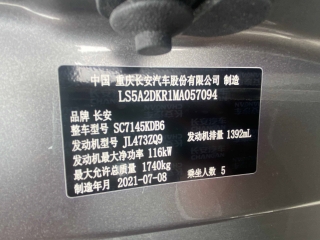 中国 重庆长安汽车股份有限公司 制造
LS5A2DKR1MA057094
品牌 长安
整车型号 SC7145KDB6
发动机型号 JL473ZQ9 发动机排量 1392mL
发动机最大净功率 116kW
最大允许总质量 1740kg
制造年月 2021-07-08 乘坐人数 5